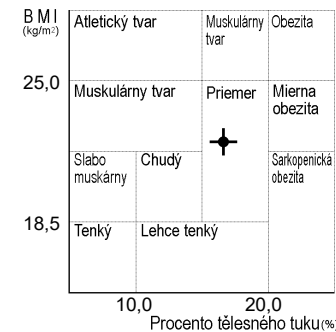 BMI
(kg/m²)
Atletický tvar
Muskulárny
tvar
Obezita
25,0
Muskulárny tvar
Priemer
Mierna
obezita
Slabo
muskárny
Chudý
Sarkopenická
obezita
18,5
Tenký
Lehce tenký
10,0
20,0
Procento tělesného tuku(%)